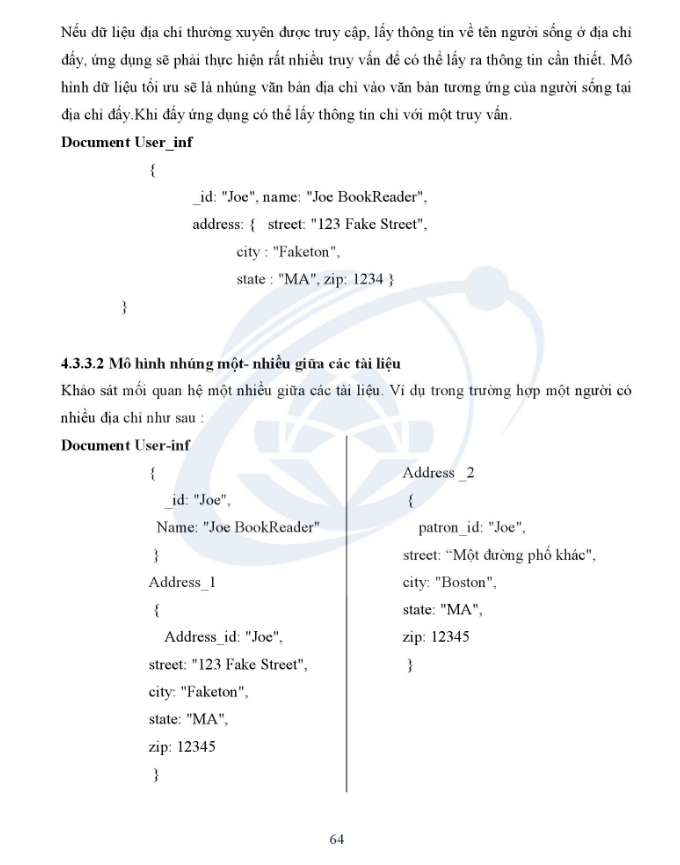 Nếu dữ liệu địa chỉ thường xuyên được truy cập, lấy thông tin về tên người sống ở địa chỉ
đấy, ứng dụng sẽ phải thực hiện rất nhiều truy vấn để có thể lấy ra thông tin cần thiết. Mô
hình dữ liệu tối ưu sẽ là nhúng văn bản địa chỉ vào văn bản tương ứng của người sống tại
địa chỉ đấy.Khi đấy ứng dụng có thể lấy thông tin chỉ với một truy vấn.
Document User_inf
{
_id: "Joe", name: "Joe BookReader",
address: { street: "123 Fake Street",
city : "Faketon",
state : "MA", zip: 1234 }
}
4.3.3.2 Mô hình nhúng một- nhiều giữa các tài liệu
Khảo sát mối quan hệ một nhiều giữa các tài liệu. Ví dụ trong trường hợp một người có
nhiều địa chỉ như sau :
Document User-inf
{
_id: "Joe",
Name: "Joe BookReader"
}
Address_1
{
Address_id: "Joe",
street: "123 Fake Street",
city: "Faketon",
state: "MA",
zip: 12345
}
Address _2
{
patron_id: "Joe",
street: “Một đường phố khác",
city: "Boston",
state: "MA",
zip: 12345
}
64